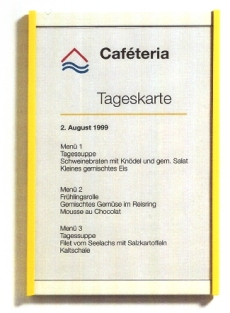 Caféteria
Tageskarte
2. August 1999
Menü 1
Tagessuppe
Schweinebraten mit Knödel und gem. Salat
Kleines gemischtes Eis
Menü 2
Frühlingsrolle
Gemischtes Gemüse im Reisring
Mousse au Chocolat
Menü 3
Tagessuppe
Filet vom Seelachs mit Salzkartoffeln
Kaltschale